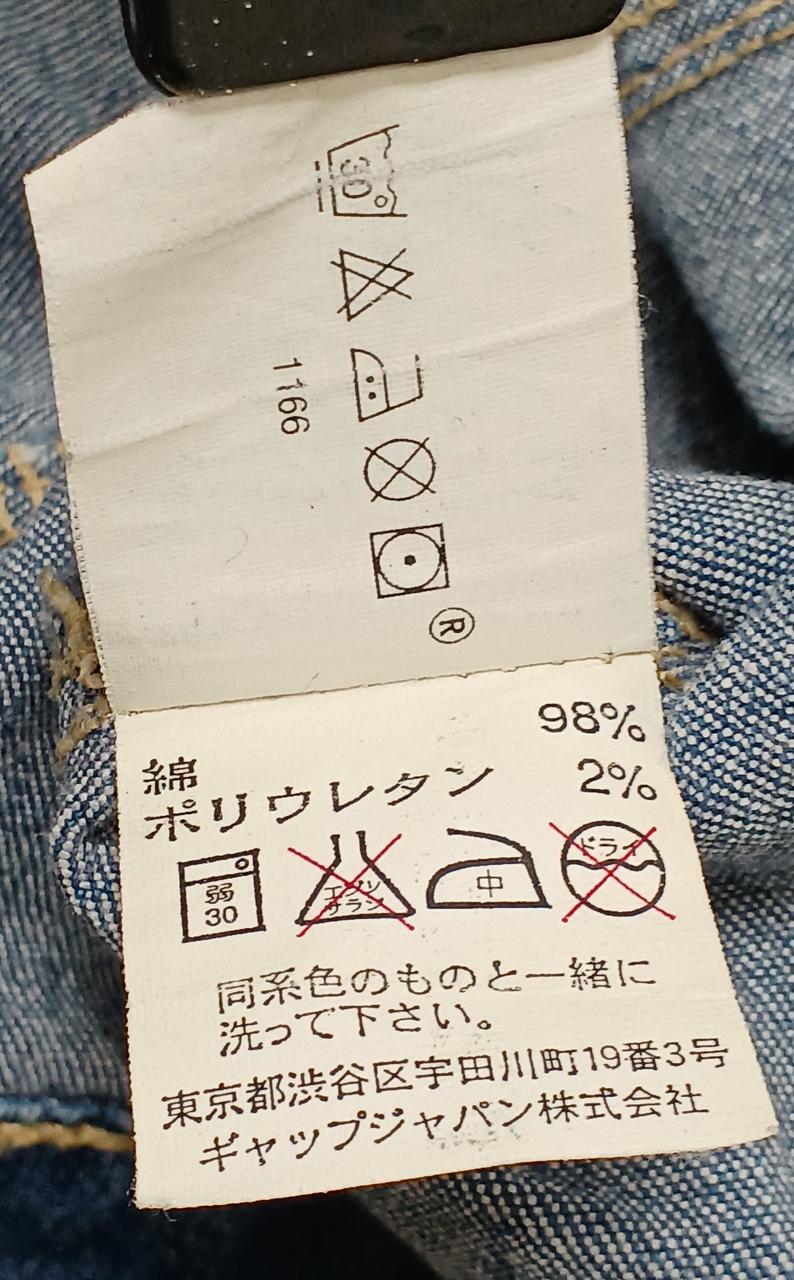 30
1166
®
綿 98%
ポリウレタン 2%
弱
30
エンソ
サラシ
中
ドライ
同系色のものと一緒に
洗って下さい。
東京都渋谷区宇田川町19番3号
ギャップジャパン株式会社